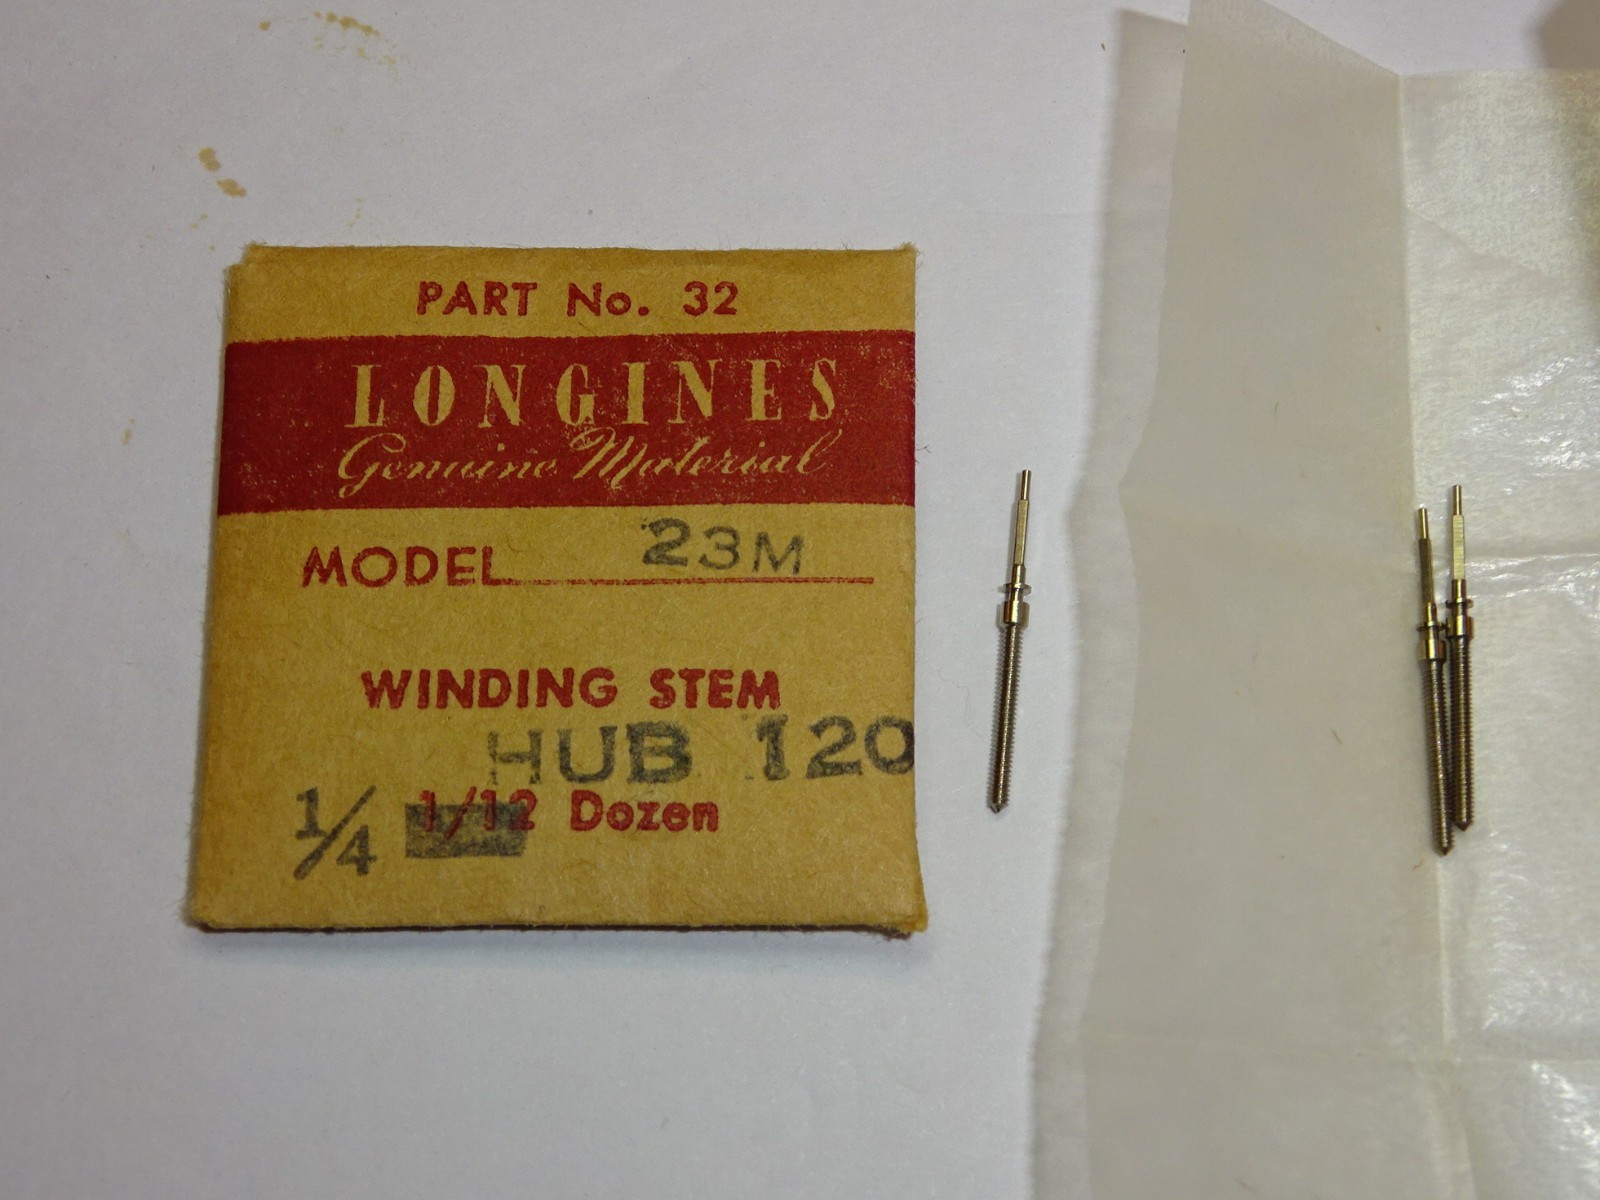 PART No. 32
LONGINES
Genuine Material
MODEL 23M
WINDING STEM
HUB 120
1/4 1/12 Dozen